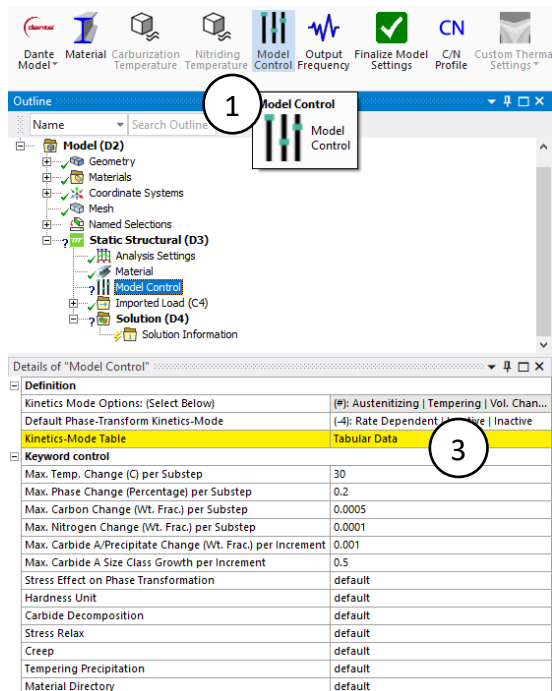 dante CN
Dante Model Material Carburization Temperature Nitriding Temperature Model Control Output Frequency Finalize Model Settings C/N Profile Custom Therma Settings
Outline
1
Model Control
Model Control
Name Search Outline
Model (D2)
Geometry
Materials
Coordinate Systems
Mesh
Named Selections
Static Structural (D3)
Analysis Settings
Material
Model Control
Imported Load (C4)
Solution (D4)
Solution Information
Details of "Model Control"
Definition
Kinetics Mode Options: (Select Below) (#): Austenitizing | Tempering | Vol. Chan...
Default Phase-Transform Kinetics-Mode (-4): Rate Dependent | | Inactive
Kinetics-Mode Table Tabular Data
3
Keyword control
Max. Temp. Change (C) per Substep 30
Max. Phase Change (Percentage) per Substep 0.2
Max. Carbon Change (Wt. Frac.) per Substep 0.0005
Max. Nitrogen Change (Wt. Frac.) per Substep 0.0001
Max. Carbide A/Precipitate Change (Wt. Frac.) per Increment 0.001
Max. Carbide A Size Class Growth per Increment 0.5
Stress Effect on Phase Transformation default
Hardness Unit default
Carbide Decomposition default
Stress Relax default
Creep default
Tempering Precipitation default
Material Directory default